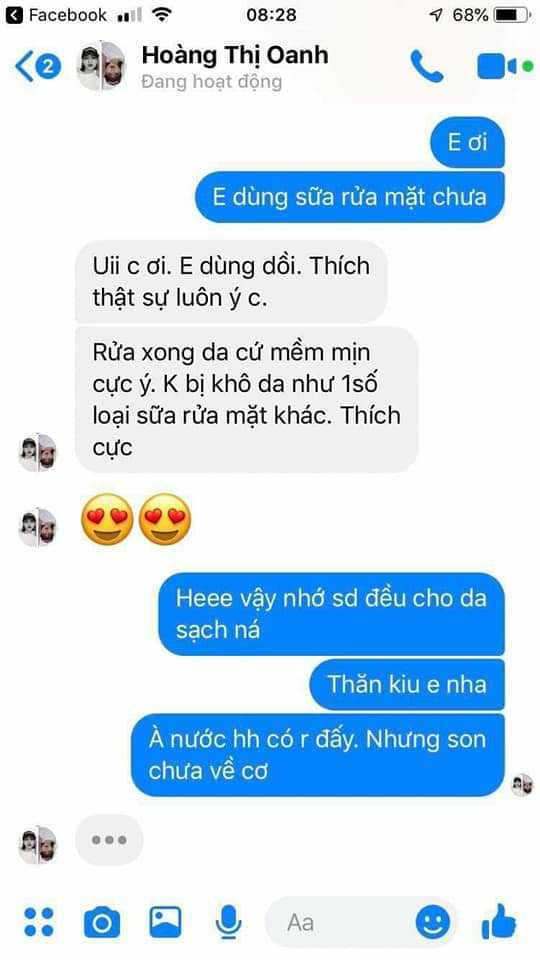 Facebook
08:28
68%
2
Hoàng Thị Oanh
Đang hoạt động
E ơi
E dùng sữa rửa mặt chưa
Uii c ơi. E dùng dồi. Thích
thật sự luôn ý c.
Rửa xong da cứ mềm mịn
cực ý. K bị khô da như 1số
loại sữa rửa mặt khác. Thích
cực
Heee vậy nhớ sd đều cho da
sạch ná
Thăn kiu e nha
À nước hh có r đấy. Nhưng son
chưa về cơ
Aa